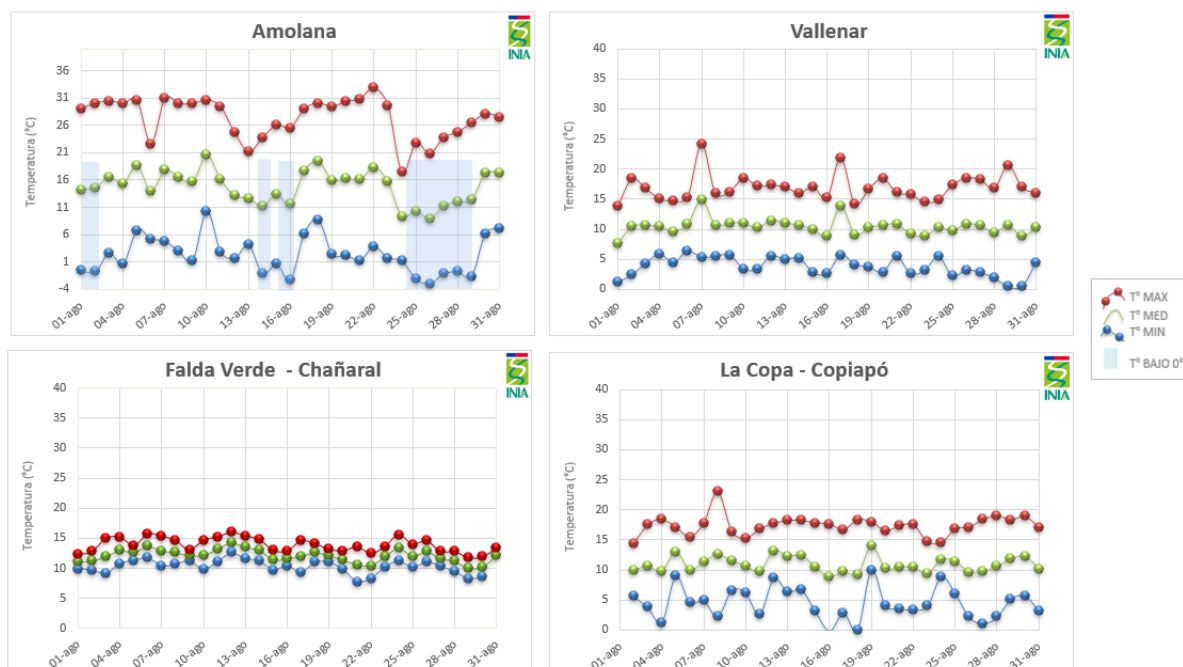 Amolana
INIA
Temperatura (°C)
36
31
26
21
16
11
6
1
-4
01-ago
04-ago
07-ago
10-ago
13-ago
16-ago
19-ago
22-ago
25-ago
28-ago
31-ago
Vallenar
INIA
Temperatura (°C)
40
35
30
25
20
15
10
5
0
01-ago
04-ago
07-ago
10-ago
13-ago
16-ago
19-ago
22-ago
25-ago
28-ago
31-ago
T° MAX
T° MED
T° MIN
T° BAJO 0°
Falda Verde - Chañaral
INIA
Temperatura (°C)
40
35
30
25
20
15
10
5
0
01-ago
04-ago
07-ago
10-ago
13-ago
16-ago
19-ago
22-ago
25-ago
28-ago
31-ago
La Copa - Copiapó
INIA
Temperatura (°C)
40
35
30
25
20
15
10
5
0
01-ago
04-ago
07-ago
10-ago
13-ago
16-ago
19-ago
22-ago
25-ago
28-ago
31-ago